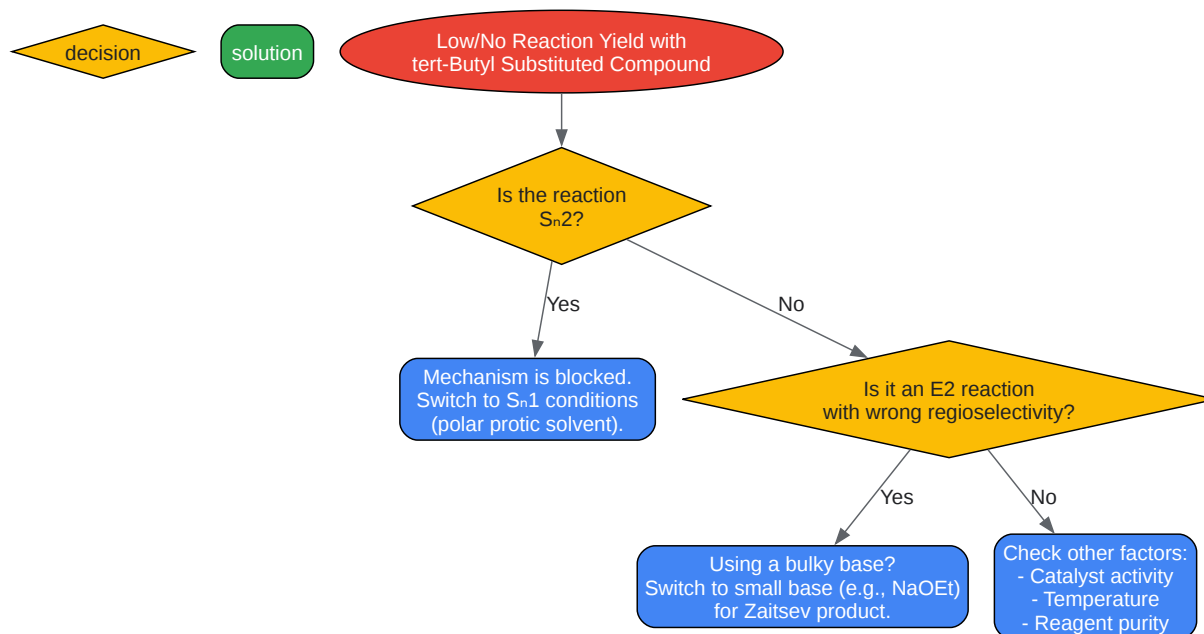 decision
solution
Low/No Reaction Yield with
tert-Butyl Substituted Compound
Is the reaction
Sₙ2?
Yes
No
Mechanism is blocked.
Switch to Sₙ1 conditions
(polar protic solvent).
Is it an E2 reaction
with wrong regioselectivity?
Yes
No
Using a bulky base?
Switch to small base (e.g., NaOEt)
for Zaitsev product.
Check other factors:
- Catalyst activity
- Temperature
- Reagent purity